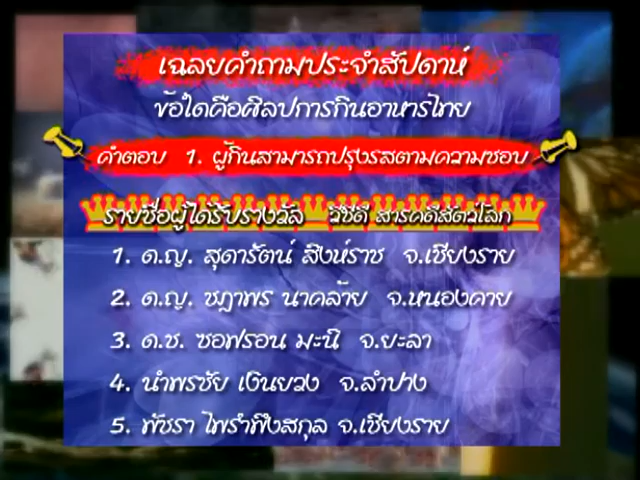 เฉลยคำถามประจำสัปดาห์
ข้อใดคือศิลปการกินอาหารไทย
คำตอบ 1. ผู้กินสามารถปรุงรสตามความชอบ
รายชื่อผู้ได้รับรางวัล วีซีดี สารคดีสัตว์โลก
1. ด.ญ. สุดารัตน์ สิงห์ราช จ.เชียงราย
2. ด.ญ. ชฎาพร นาคล้าย จ.หนองคาย
3. ด.ช. ซอฟรอน มะนิ จ.ยะลา
4. นำพรชัย เงินยวง จ.ลำปาง
5. พัชรา ไพรำพึงสกุล จ.เชียงราย